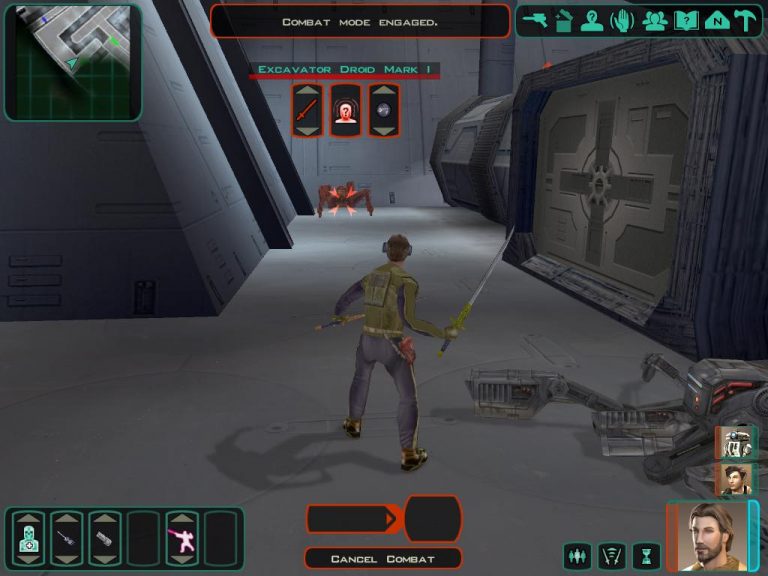 COMBAT MODE ENGAGED.
EXCAVATOR DROID MARK I
?
?
?
N
CANCEL COMBAT